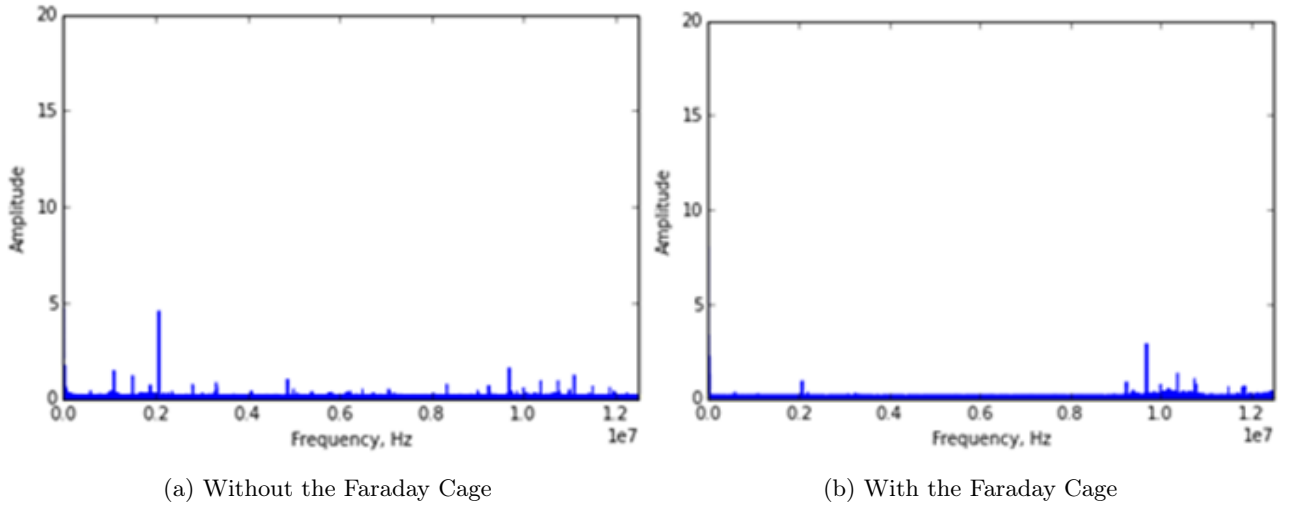 20
15
10
5
0
Amplitude
0.0 0.2 0.4 0.6 0.8 1.0 1.2
1e7
Frequency, Hz
(a) Without the Faraday Cage
20
15
10
5
0
Amplitude
0.0 0.2 0.4 0.6 0.8 1.0 1.2
1e7
Frequency, Hz
(b) With the Faraday Cage